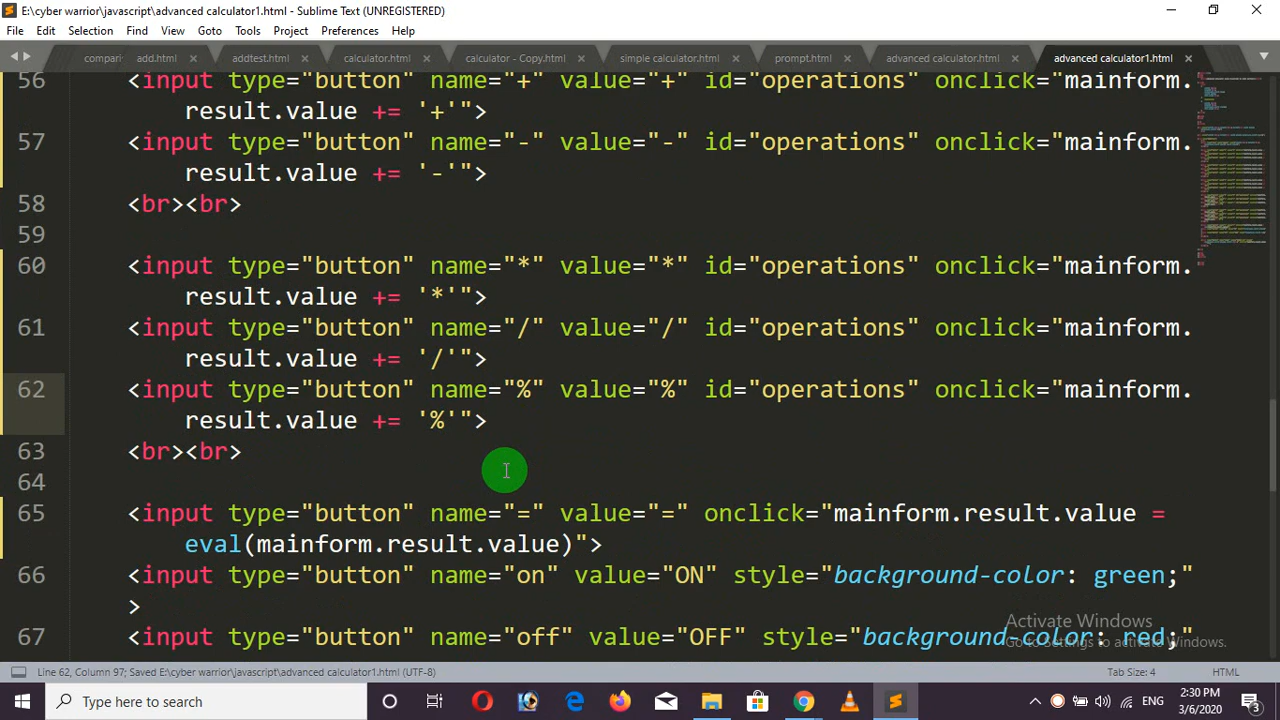 E:\cyber warrior\javascript\advanced calculator1.html - Sublime Text (UNREGISTERED)
File Edit Selection Find View Goto Tools Project Preferences Help
compari add.html addtest.html calculator.html calculator - Copy.html simple calculator.html prompt.html advanced calculator.html advanced calculator1.html
56 <input type="button" name="+" value="+" id="operations" onclick="mainform.
result.value += '+'">
57 <input type="button" name="-" value="-" id="operations" onclick="mainform.
result.value += '-'">
58 <br><br>
59
60 <input type="button" name="*" value="*" id="operations" onclick="mainform.
result.value += '*'">
61 <input type="button" name="/" value="/" id="operations" onclick="mainform.
result.value += '/'">
62 <input type="button" name="%" value="%" id="operations" onclick="mainform.
result.value += '%'">
63 <br><br>
64
65 <input type="button" name="=" value="=" onclick="mainform.result.value =
eval(mainform.result.value)">
66 <input type="button" name="on" value="ON" style="background-color: green;"
>
67 <input type="button" name="off" value="OFF" style="background-color: red;"
Activate Windows
Go to Settings to activate Windows.
Line 62, Column 97; Saved E:\cyber warrior\javascript\advanced calculator1.html (UTF-8) Tab Size: 4 HTML
Type here to search
ENG
2:30 PM
3/6/2020
3